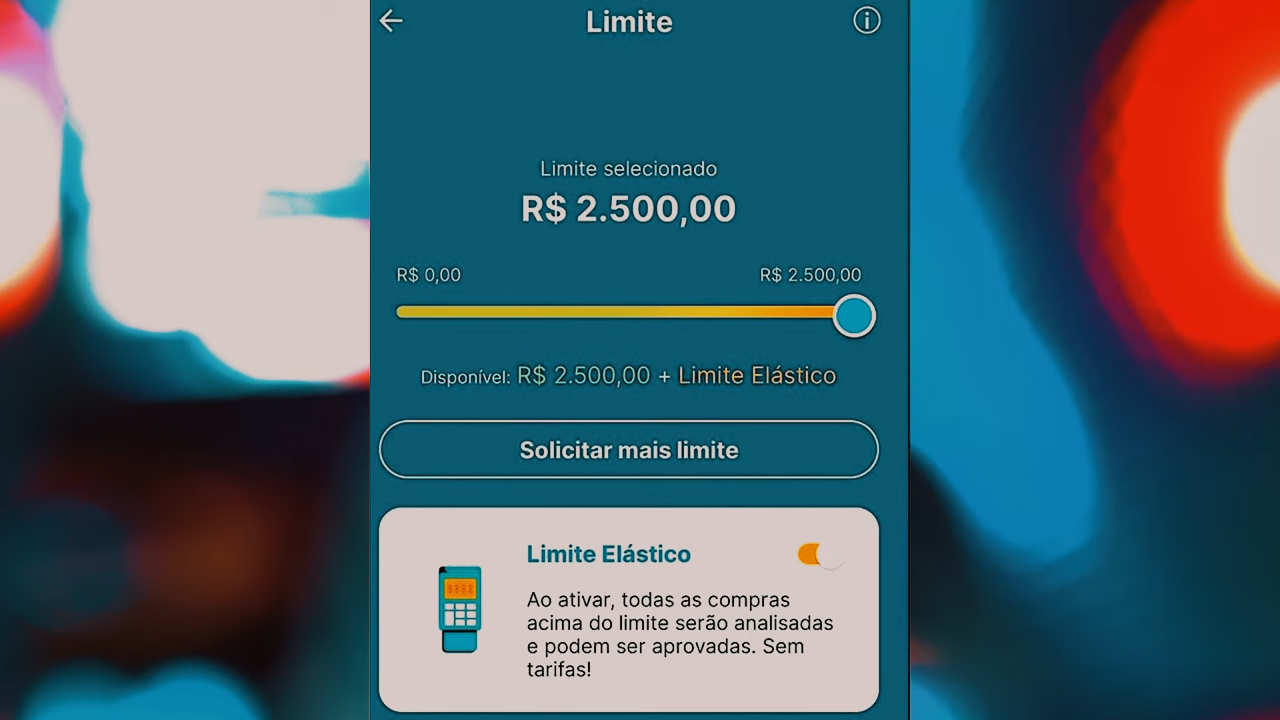 Limite
Limite selecionado
R$ 2.500,00
R$ 0,00
R$ 2.500,00
Disponível: R$ 2.500,00 + Limite Elástico
Solicitar mais limite
Limite Elástico
Ao ativar, todas as compras
acima do limite serão analisadas
e podem ser aprovadas. Sem
tarifas!